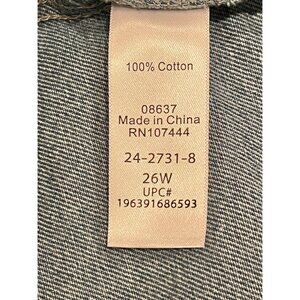 100% Cotton
08637
Made in China
RN107444
24-2731-8
26W
UPC#
196391686593